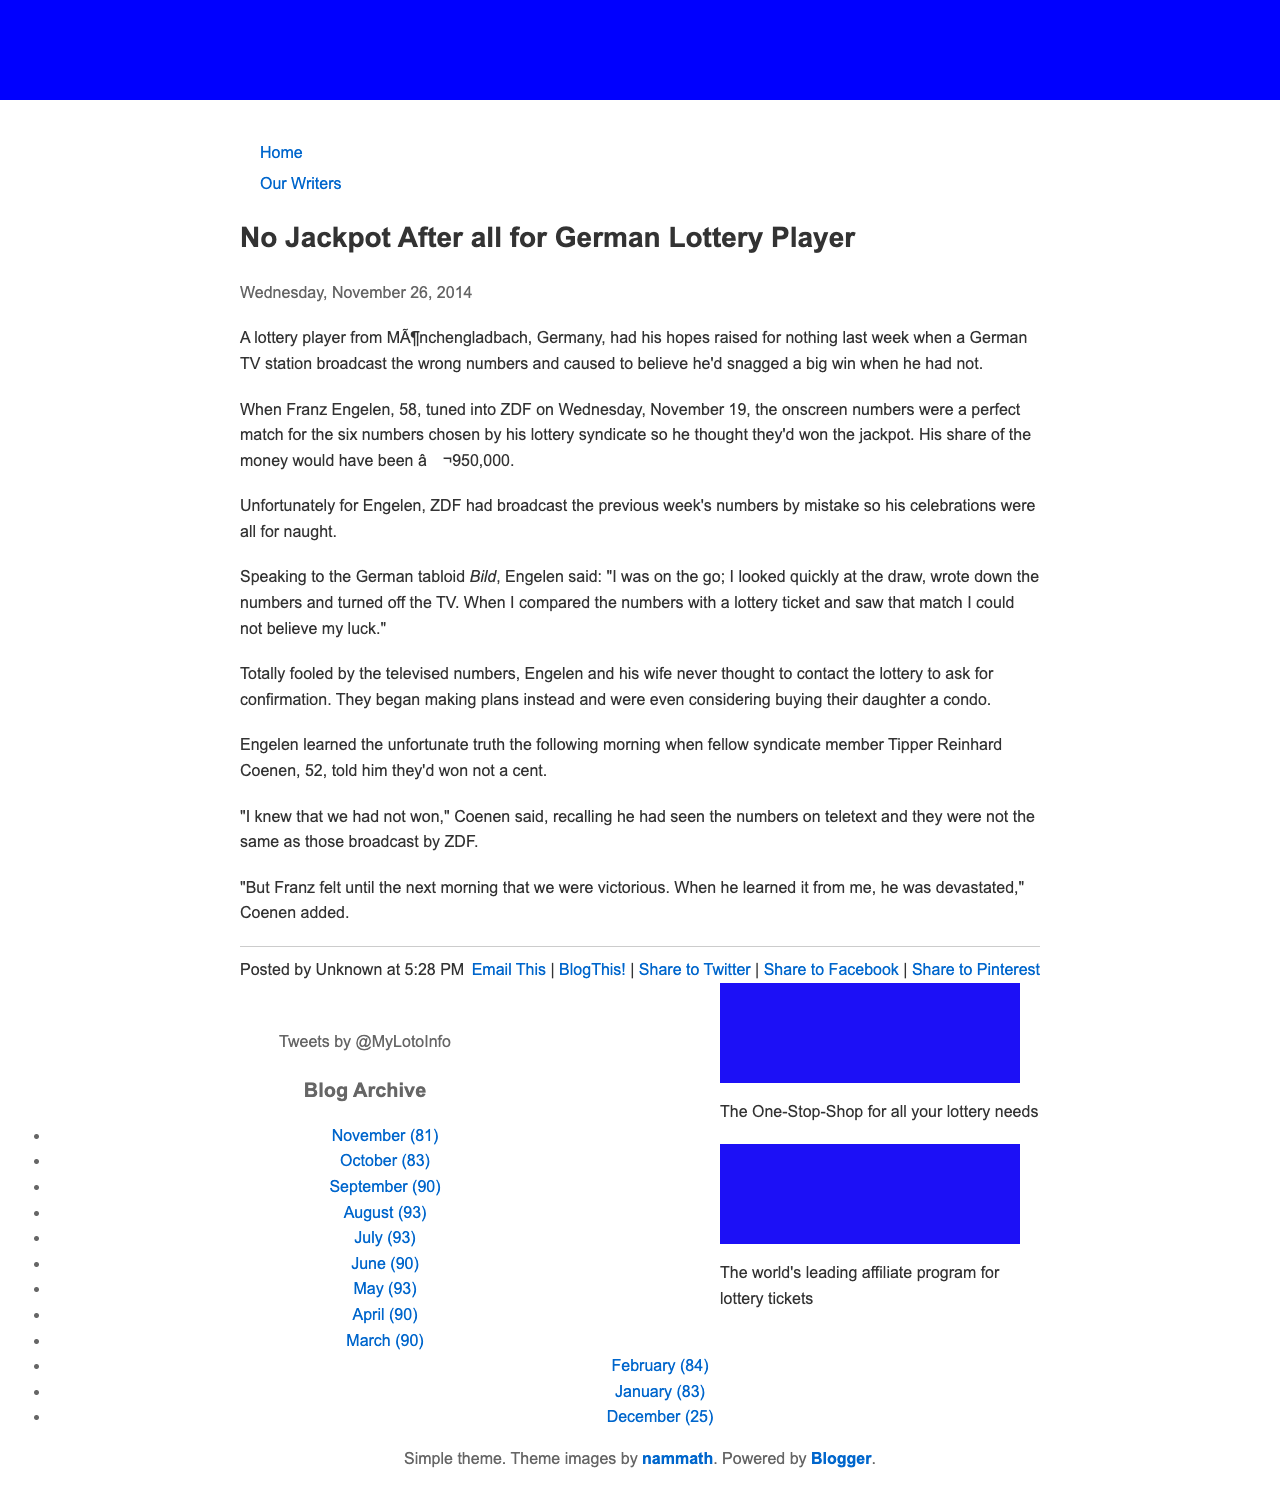 Home
Our Writers
No Jackpot After all for German Lottery Player
Wednesday, November 26, 2014
A lottery player from MÃ¶nchengladbach, Germany, had his hopes raised for nothing last week when a German
TV station broadcast the wrong numbers and caused to believe he'd snagged a big win when he had not.
When Franz Engelen, 58, tuned into ZDF on Wednesday, November 19, the onscreen numbers were a perfect
match for the six numbers chosen by his lottery syndicate so he thought they'd won the jackpot. His share of the
money would have been â ¬950,000.
Unfortunately for Engelen, ZDF had broadcast the previous week's numbers by mistake so his celebrations were
all for naught.
Speaking to the German tabloid Bild, Engelen said: "I was on the go; I looked quickly at the draw, wrote down the
numbers and turned off the TV. When I compared the numbers with a lottery ticket and saw that match I could
not believe my luck."
Totally fooled by the televised numbers, Engelen and his wife never thought to contact the lottery to ask for
confirmation. They began making plans instead and were even considering buying their daughter a condo.
Engelen learned the unfortunate truth the following morning when fellow syndicate member Tipper Reinhard
Coenen, 52, told him they'd won not a cent.
"I knew that we had not won," Coenen said, recalling he had seen the numbers on teletext and they were not the
same as those broadcast by ZDF.
"But Franz felt until the next morning that we were victorious. When he learned it from me, he was devastated,"
Coenen added.
Posted by Unknown at 5:28 PM Email This | BlogThis! | Share to Twitter | Share to Facebook | Share to Pinterest
The One-Stop-Shop for all your lottery needs
The world's leading affiliate program for
lottery tickets
Tweets by @MyLotoInfo
Blog Archive
November (81)
October (83)
September (90)
August (93)
July (93)
June (90)
May (93)
April (90)
March (90)
February (84)
January (83)
December (25)
Simple theme. Theme images by nammath. Powered by Blogger.